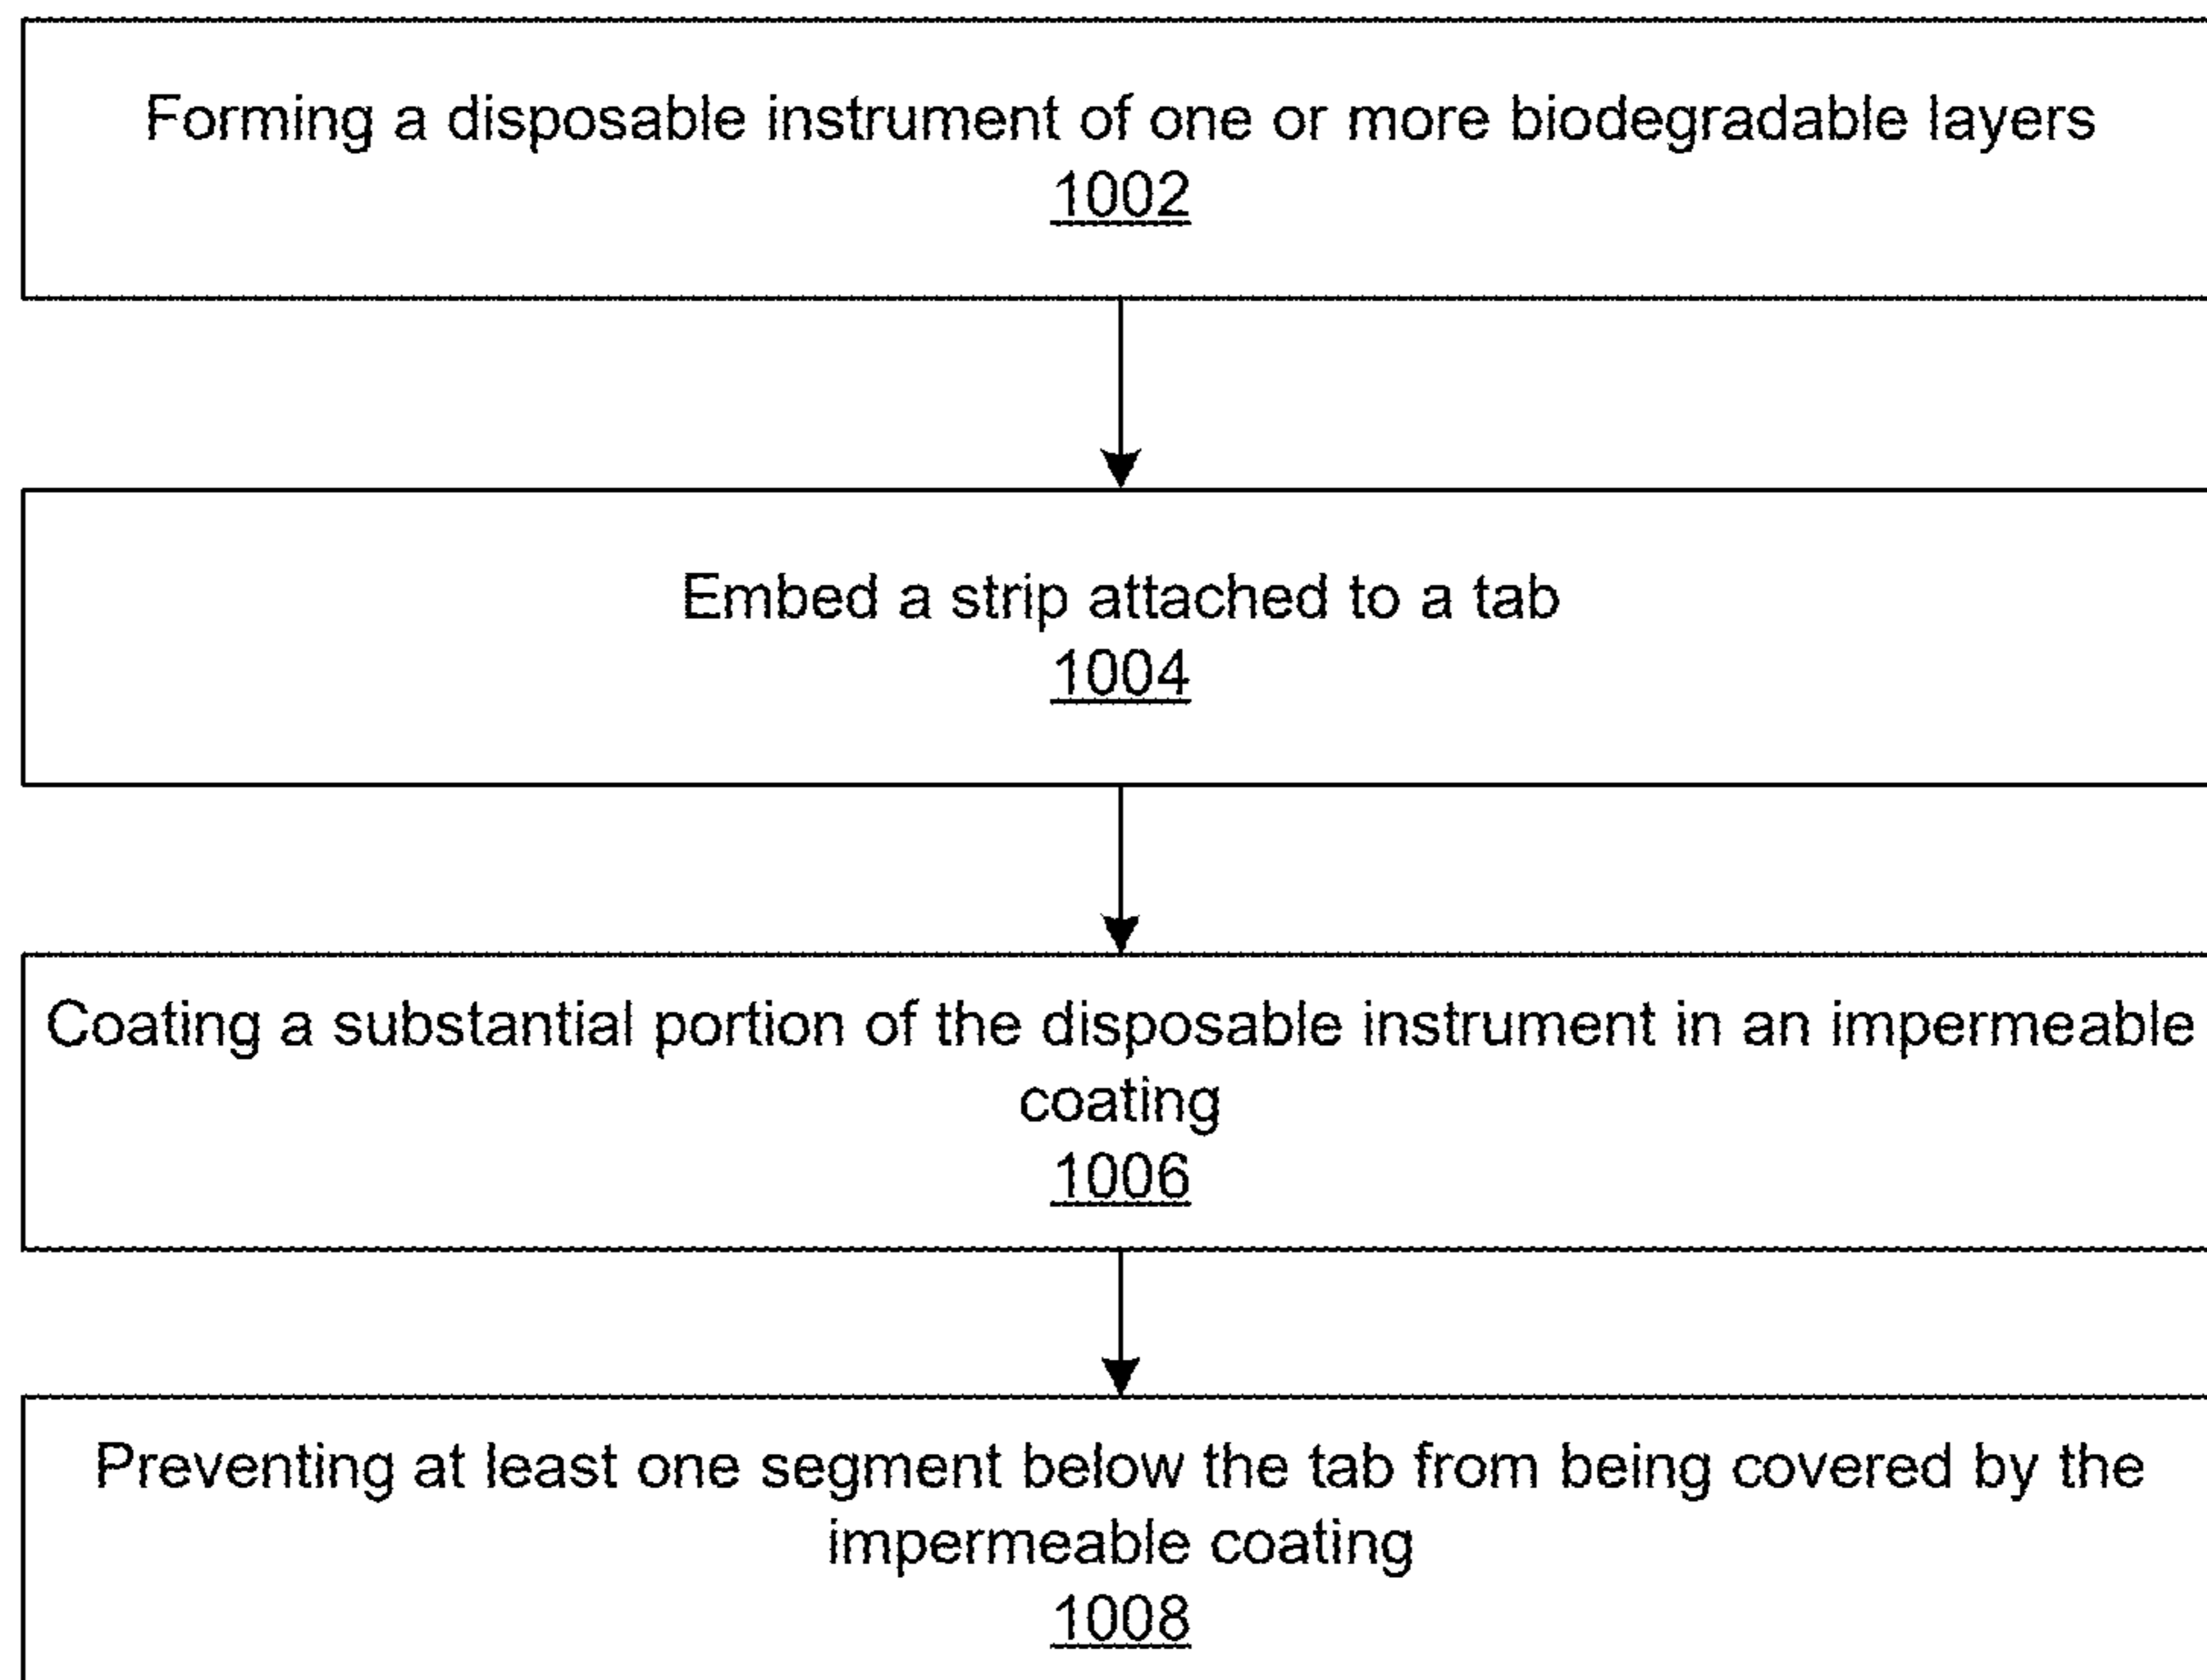 Forming a disposable instrument of one or more biodegradable layers
1002
Embed a strip attached to a tab
1004
Coating a substantial portion of the disposable instrument in an impermeable
coating
1006
Preventing at least one segment below the tab from being covered by the
impermeable coating
1008